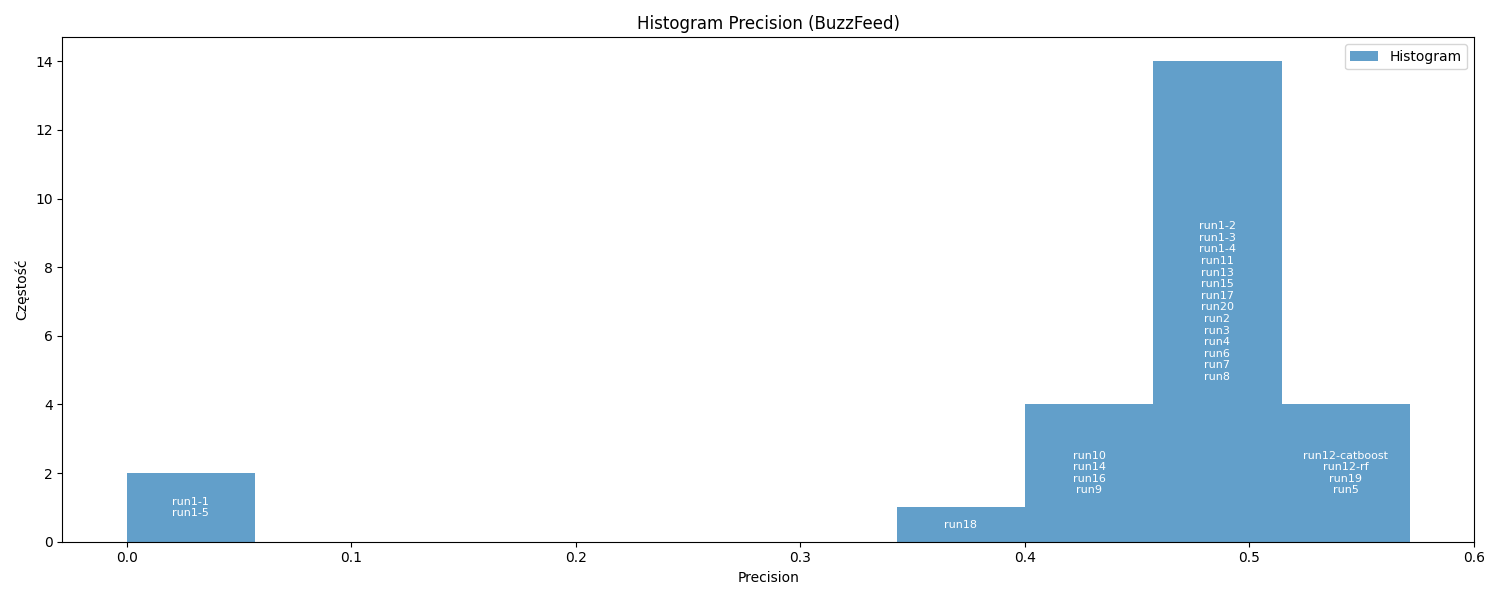 Histogram Precision (BuzzFeed)
Histogram
Częstość
14
12
10
8
6
4
2
0
run1-1
run1-5
run18
run10
run14
run16
run9
run1-2
run1-3
run1-4
run11
run13
run15
run17
run20
run2
run3
run4
run6
run7
run8
run12-catboost
run12-rf
run19
run5
0.0
0.1
0.2
0.3
0.4
0.5
0.6
Precision